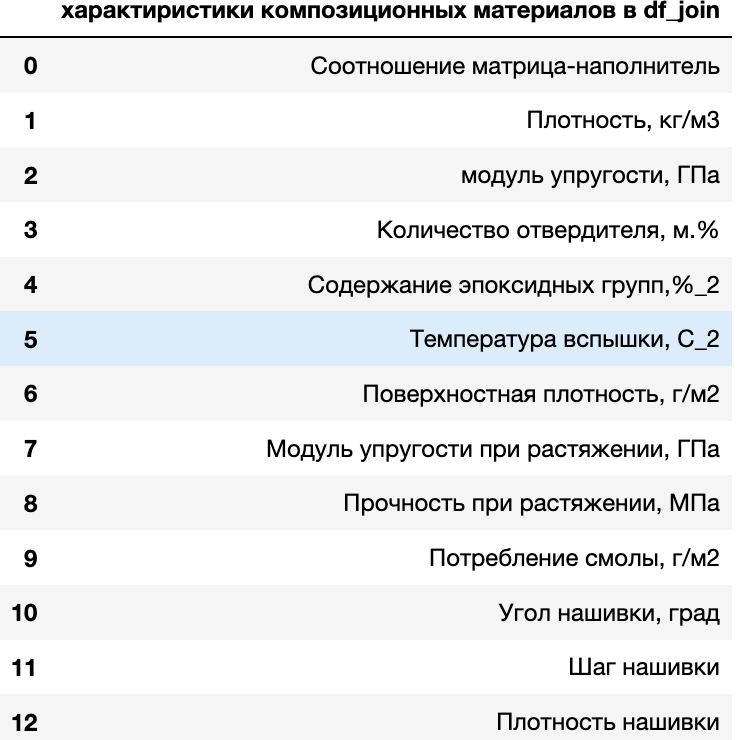 характиристики композиционных материалов в df_join
0 Соотношение матрица-наполнитель
1 Плотность, кг/м3
2 модуль упругости, ГПа
3 Количество отвердителя, м.%
4 Содержание эпоксидных групп,%_2
5 Температура вспышки, С_2
6 Поверхностная плотность, г/м2
7 Модуль упругости при растяжении, ГПа
8 Прочность при растяжении, МПа
9 Потребление смолы, г/м2
10 Угол нашивки, град
11 Шаг нашивки
12 Плотность нашивки